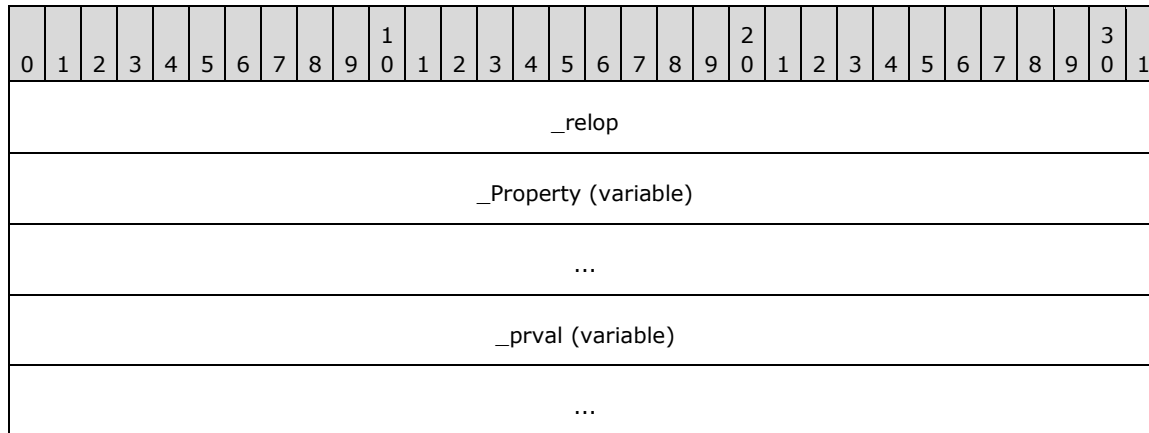 1 2 3
0 1 2 3 4 5 6 7 8 9 0 1 2 3 4 5 6 7 8 9 0 1 2 3 4 5 6 7 8 9 0 1
_relop
_Property (variable)
...
_prval (variable)
...